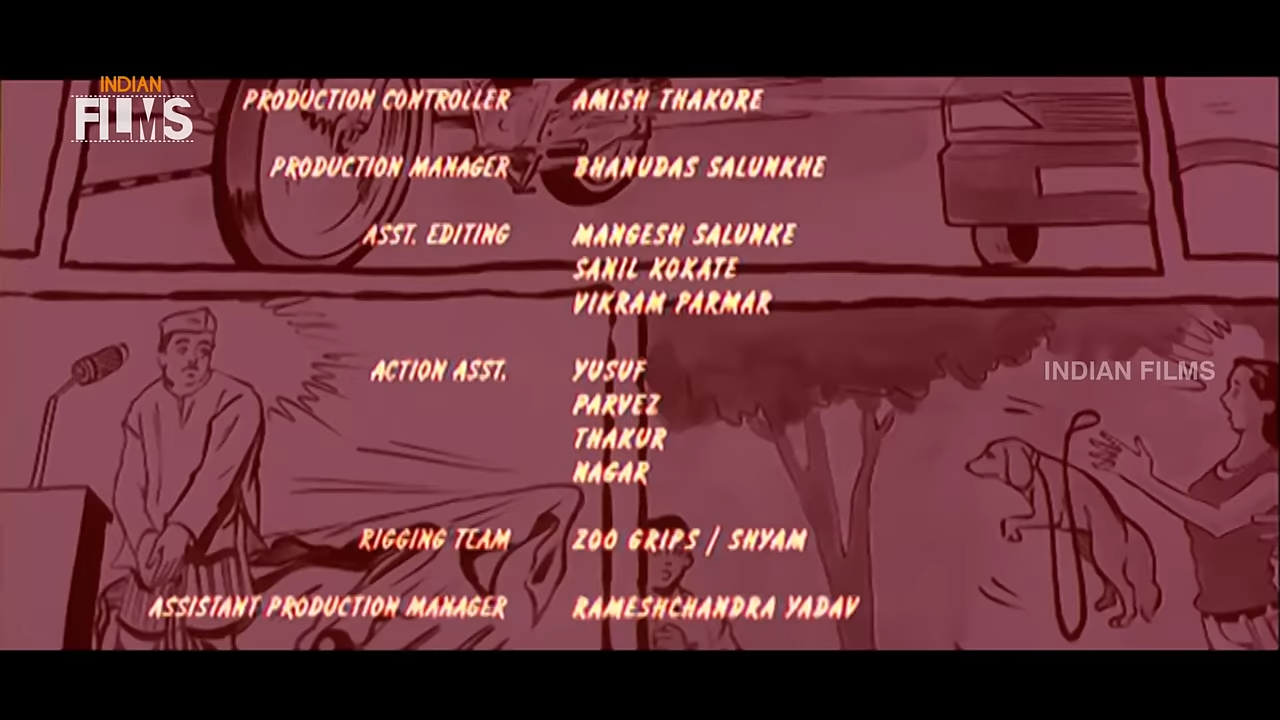 INDIAN
FILMS
PRODUCTION CONTROLLER AMISH THAKORE
PRODUCTION MANAGER BHANUDAS SALUNKHE
ASST. EDITING MANGESH SALUNKE
SANIL KOKATE
VIKRAM PARMAR
INDIAN FILMS
ACTION ASST. YUSUF
PARVEZ
THAKUR
NAGAR
RIGGING TEAM ZOO GRIPS / SHYAM
ASSISTANT PRODUCTION MANAGER RAMESHCHANDRA YADAV